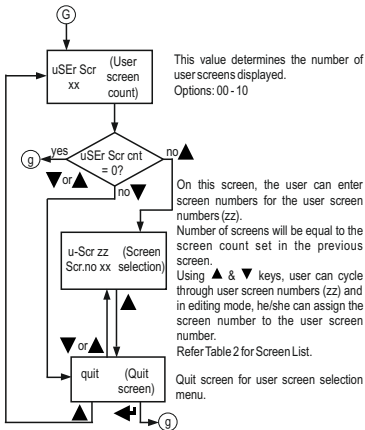 G
uSEr Scr (User
xx screen
count)
This value determines the number of
user screens displayed.
Options: 00 - 10
yes
no▲
g
uSEr Scr cnt
= 0?
▼or▲
no▼
On this screen, the user can enter
screen numbers for the user screen
numbers (zz).
Number of screens will be equal to the
screen count set in the previous
screen.
Using ▲ & ▼ keys, user can cycle
through user screen numbers (zz) and
in editing mode, he/she can assign the
screen number to the user screen
number.
Refer Table 2 for Screen List.
u-Scr zz (Screen
Scr.no xx selection)
▲
▼or▲
quit (Quit
screen)
Quit screen for user screen selection
menu.
▲
g